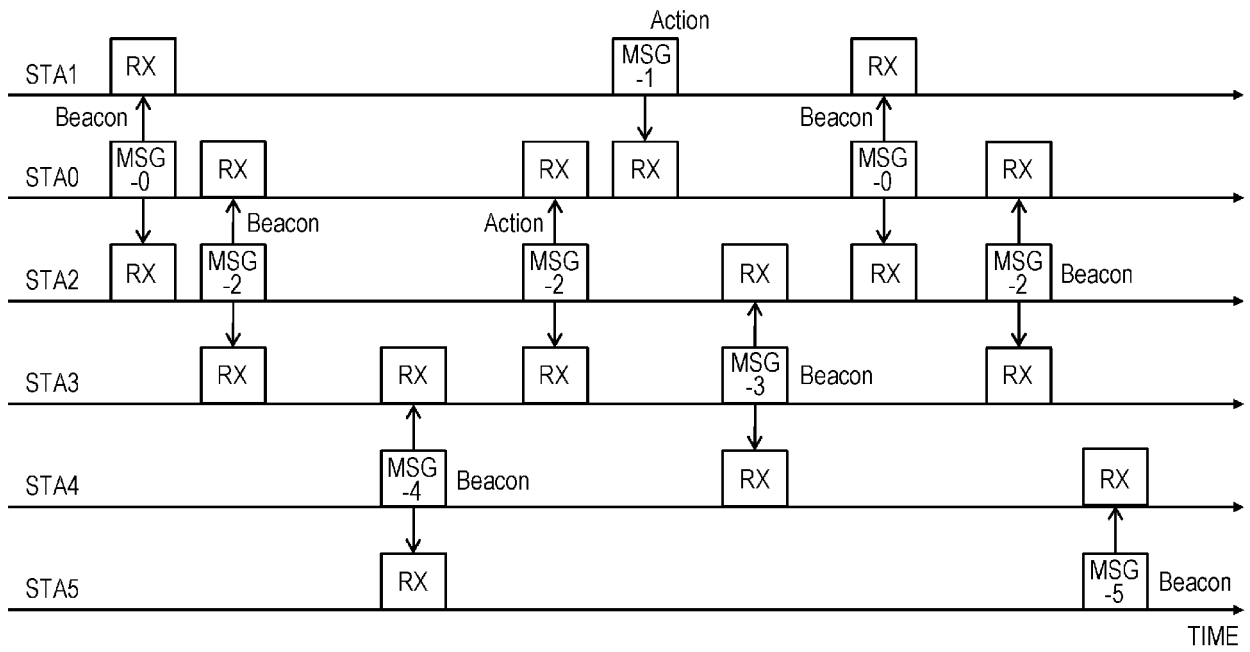 Action
RX
MSG
-1
RX
STA1
Beacon
Beacon
MSG
-0
RX
RX
RX
MSG
-0
RX
STA0
Beacon
Action
RX
MSG
-2
MSG
-2
RX
RX
MSG
-2
Beacon
STA2
RX
RX
RX
MSG
-3
Beacon
RX
STA3
MSG
-4
Beacon
RX
RX
STA4
RX
MSG
-5
Beacon
STA5
TIME